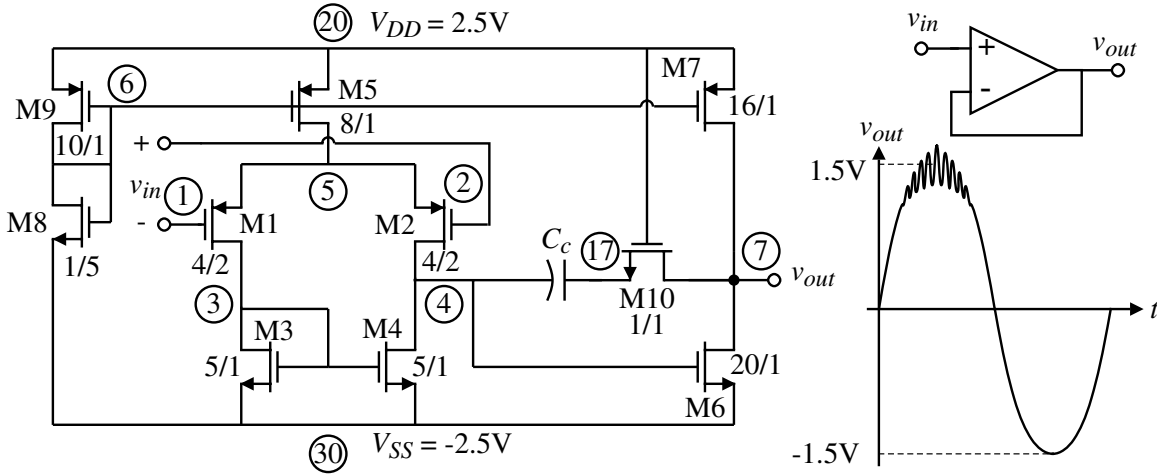 20 V_DD = 2.5V
v_in
v_out
+
-
6
M7
M9
M5
10/1
8/1
16/1
+
v_out
1.5V
v_in 1
5
2
M8
-
M1
M2
C_c
17
7
1/5
4/2
4/2
v_out
3
4
M10
1/1
t
M3
M4
5/1
5/1
20/1
M6
30 V_SS = -2.5V
-1.5V